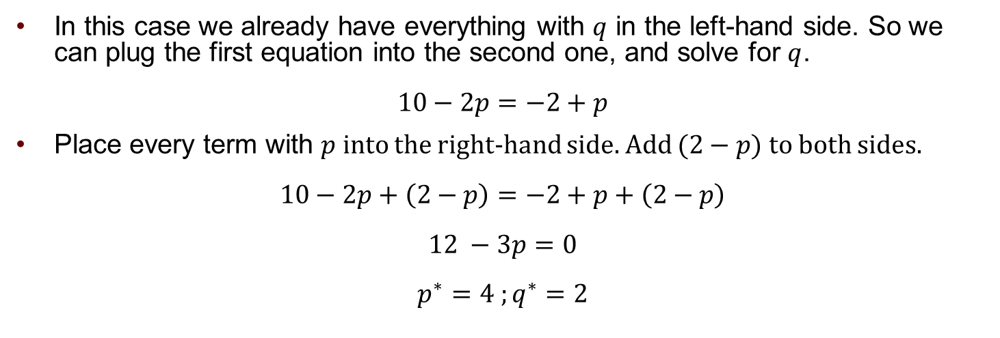 • In this case we already have everything with q in the left-hand side. So we
can plug the first equation into the second one, and solve for q.
10 − 2p = −2 + p
• Place every term with p into the right-hand side. Add (2 − p) to both sides.
10 − 2p + (2 − p) = −2 + p + (2 − p)
12 − 3p = 0
p* = 4 ; q* = 2